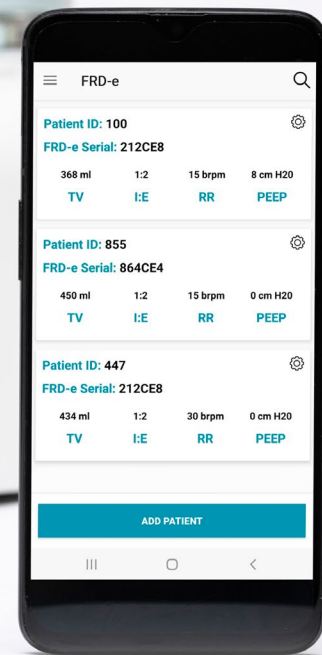 FRD-e
Patient ID: 100
FRD-e Serial: 212CE8
368 ml 1:2 15 brpm 8 cm H20
TV I:E RR PEEP
Patient ID: 855
FRD-e Serial: 864CE4
450 ml 1:2 15 brpm 0 cm H20
TV I:E RR PEEP
Patient ID: 447
FRD-e Serial: 212CE8
434 ml 1:2 30 brpm 0 cm H20
TV I:E RR PEEP
ADD PATIENT